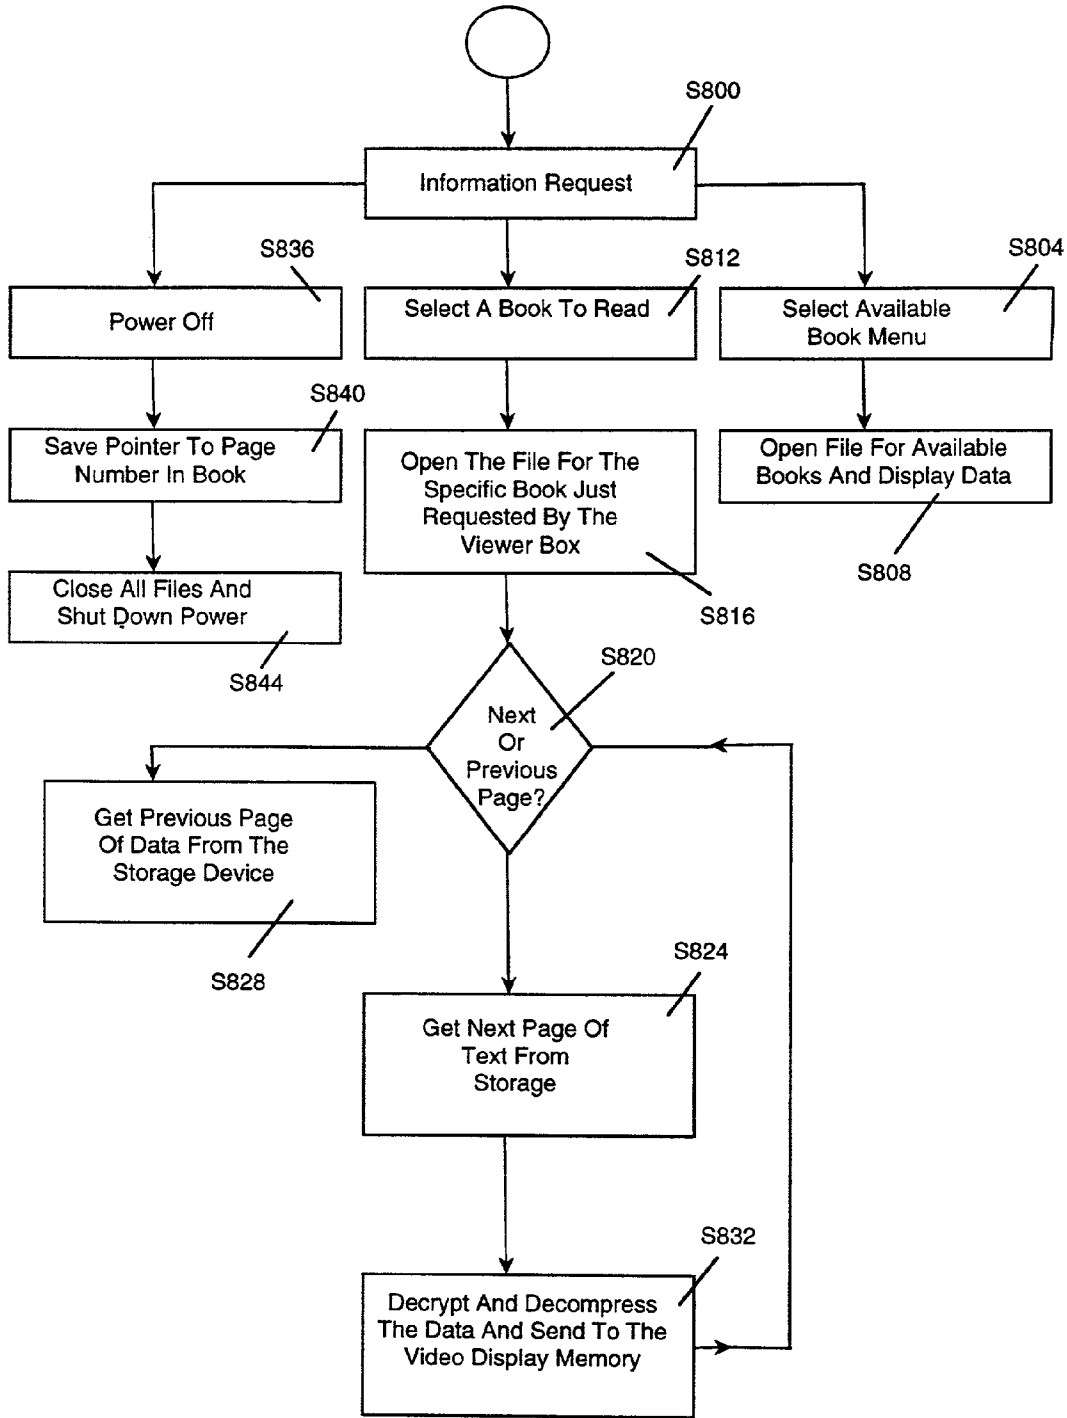 S800
Information Request
S836
S812
S804
Power Off
Select A Book To Read
Select Available
Book Menu
S840
Save Pointer To Page
Number In Book
Open The File For The
Specific Book Just
Requested By The
Viewer Box
Open File For Available
Books And Display Data
S808
Close All Files And
Shut Down Power
S816
S844
S820
Next
Or
Previous
Page?
Get Previous Page
Of Data From The
Storage Device
S828
S824
Get Next Page Of
Text From
Storage
S832
Decrypt And Decompress
The Data And Send To The
Video Display Memory